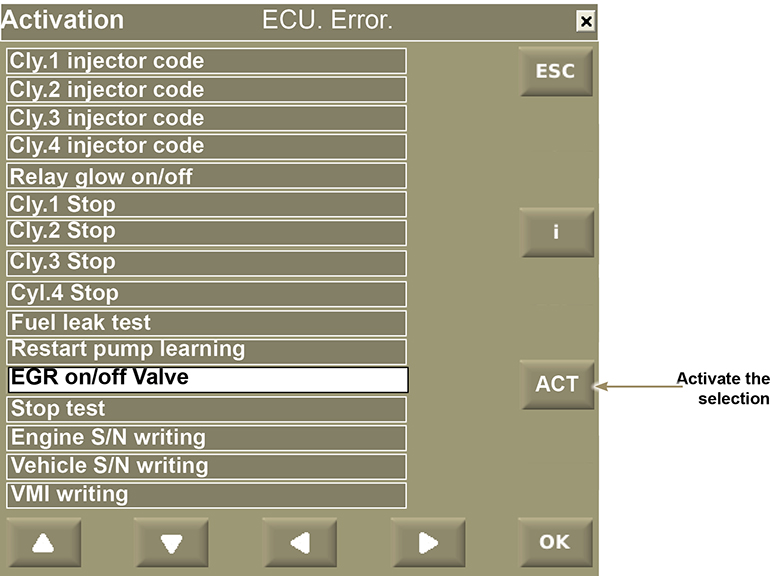 Activation ECU. Error.
Cly.1 injector code
ESC
Cly.2 injector code
Cly.3 injector code
Cly.4 injector code
Relay glow on/off
Cly.1 Stop
Cly.2 Stop
i
Cly.3 Stop
Cyl.4 Stop
Fuel leak test
Restart pump learning
EGR on/off Valve
ACT
Activate the
selection
Stop test
Engine S/N writing
Vehicle S/N writing
VMI writing
OK